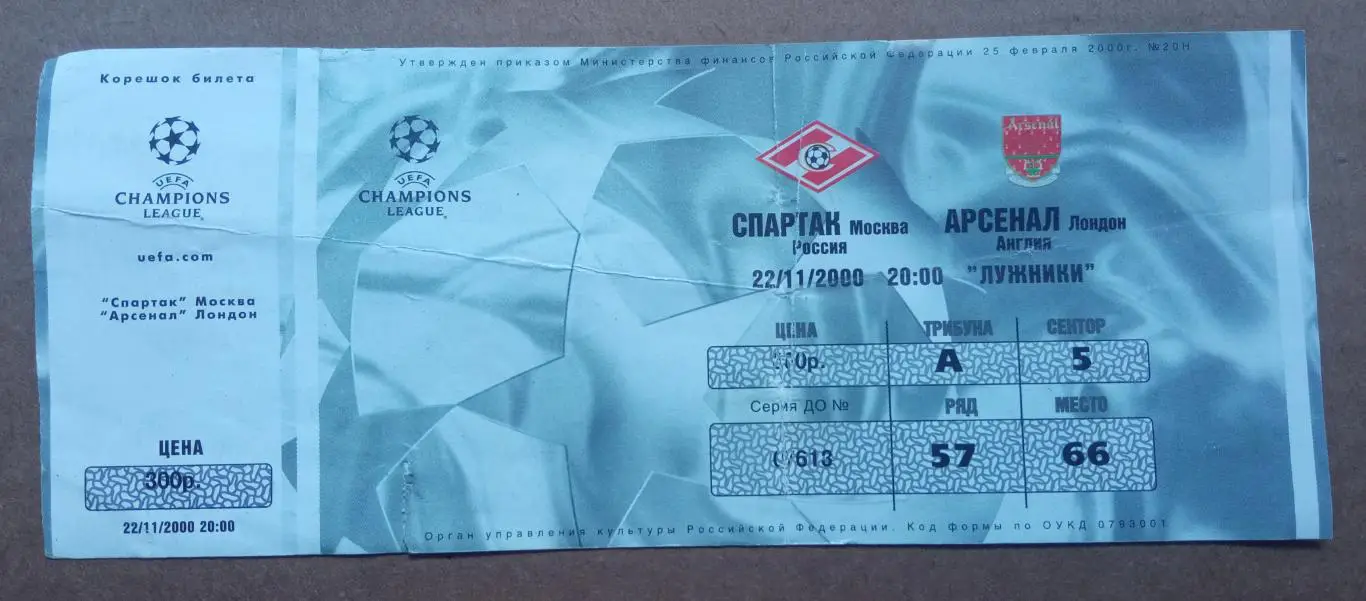 Корешок билета
UEFA
CHAMPIONS
LEAGUE
uefa.com
"Спартак" Москва
"Арсенал" Лондон
ЦЕНА
300р.
22/11/2000 20:00
Утвержден приказом Министерства финансов Российской Федерации 25 февраля 2000г. №20Н
UEFA
CHAMPIONS
LEAGUE
Arsenal
СПАРТАК Москва АРСЕНАЛ Лондон
Россия Англия
22/11/2000 20:00 "ЛУЖНИКИ"
ЦЕНА ТРИБУНА СЕКТОР
А 5
Серия ДО № РЯД МЕСТО
57 66
Орган управления культуры Российской Федерации. Код формы по ОУКД 0793001